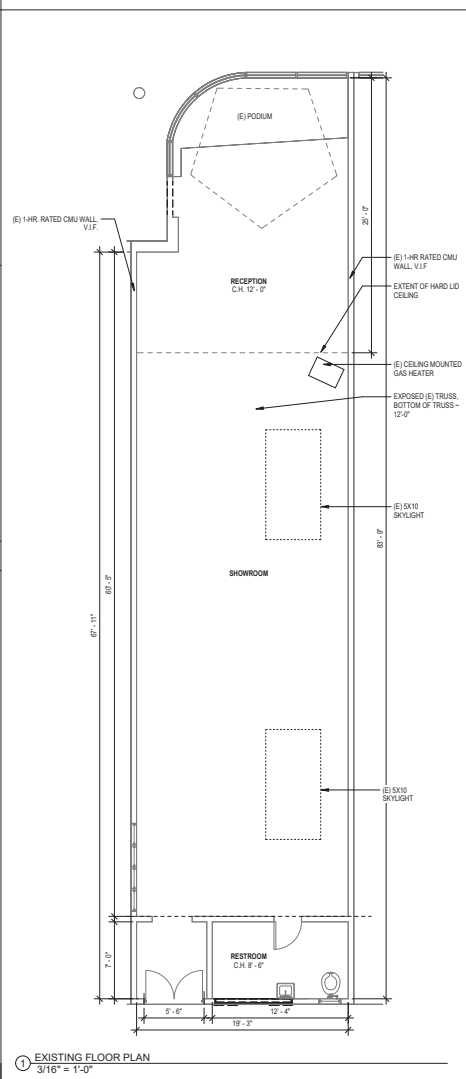 (E) PODIUM
25' - 0"
(E) 1-HR. RATED CMU WALL,
V.I.F.
(E) 1-HR RATED CMU
WALL, V.I.F
RECEPTION
C.H. 12' - 0"
EXTENT OF HARD LID
CEILING
(E) CEILING MOUNTED
GAS HEATER
EXPOSED (E) TRUSS,
BOTTOM OF TRUSS ~
12'-0"
(E) 5X10
SKYLIGHT
83' - 9"
SHOWROOM
60' - 5"
67' - 11"
(E) 5X10
SKYLIGHT
7' - 0"
RESTROOM
C.H. 8' - 6"
5' - 6"
12' - 4"
19' - 3"
1
EXISTING FLOOR PLAN
3/16" = 1'-0"